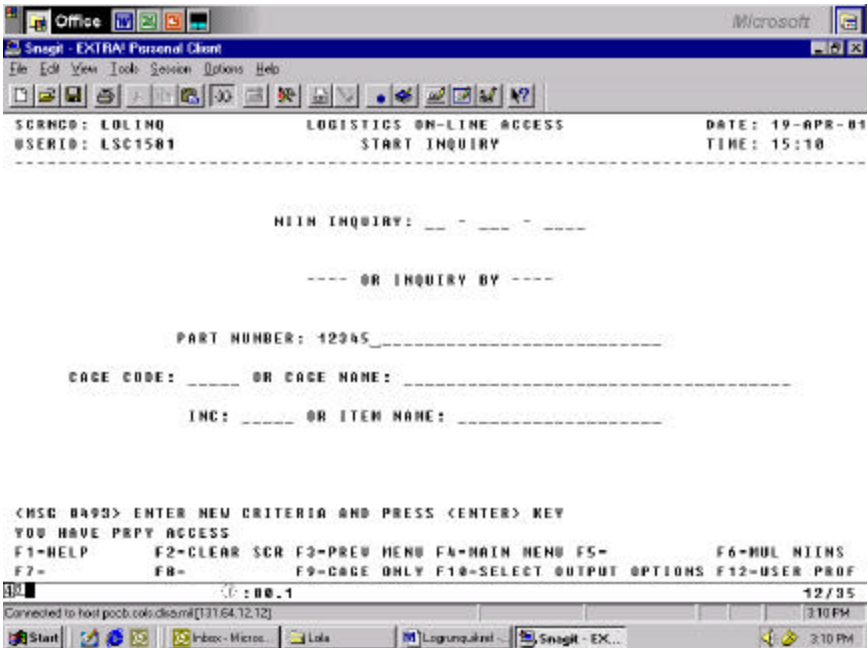 Office Microsoft
Snagit - EXTRA! Personal Client
File Edit View Tools Session Options Help
SCRNCD: LOLINQ LOGISTICS ON-LINE ACCESS DATE: 19-APR-01
USERID: LSC1581 START INQUIRY TIME: 15:10
NIIN INQUIRY: __ - ___ - ____
---- OR INQUIRY BY ----
PART NUMBER: 12345___________________________
CAGE CODE: _____ OR CAGE NAME: ____________________________________
INC: _____ OR ITEM NAME: ___________________
<MSG 0493> ENTER NEW CRITERIA AND PRESS <ENTER> KEY
YOU HAVE PRPY ACCESS
F1=HELP F2=CLEAR SCR F3=PREV MENU F4=MAIN MENU F5= F6=MUL NIINS
F7= F8= F9=CAGE ONLY F10=SELECT OUTPUT OPTIONS F12=USER PROF
:00.1 12/35
Connected to host pocb.cols.disa.mil [131.64.12.12] 3:10 PM
Start Inbox - Micros... Lola Snagit - EX... 3:10 PM